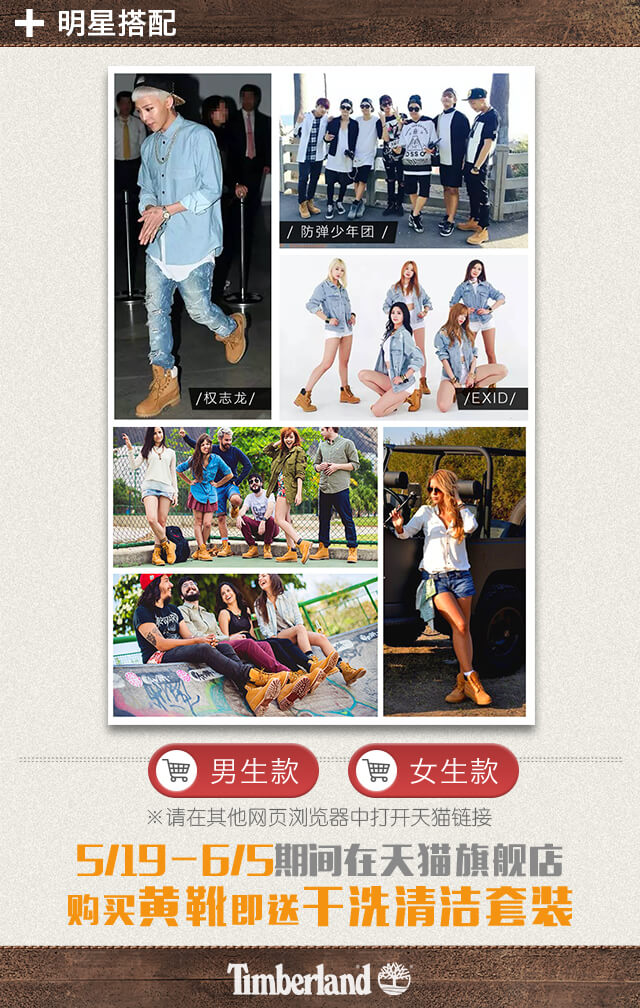 明星搭配
/ 防弹少年团 /
/权志龙/
/EXID/
男生款
女生款
※请在其他网页浏览器中打开天猫链接
5/19-6/5期间在天猫旗舰店
购买黄靴即送干洗清洁套装
Timberland